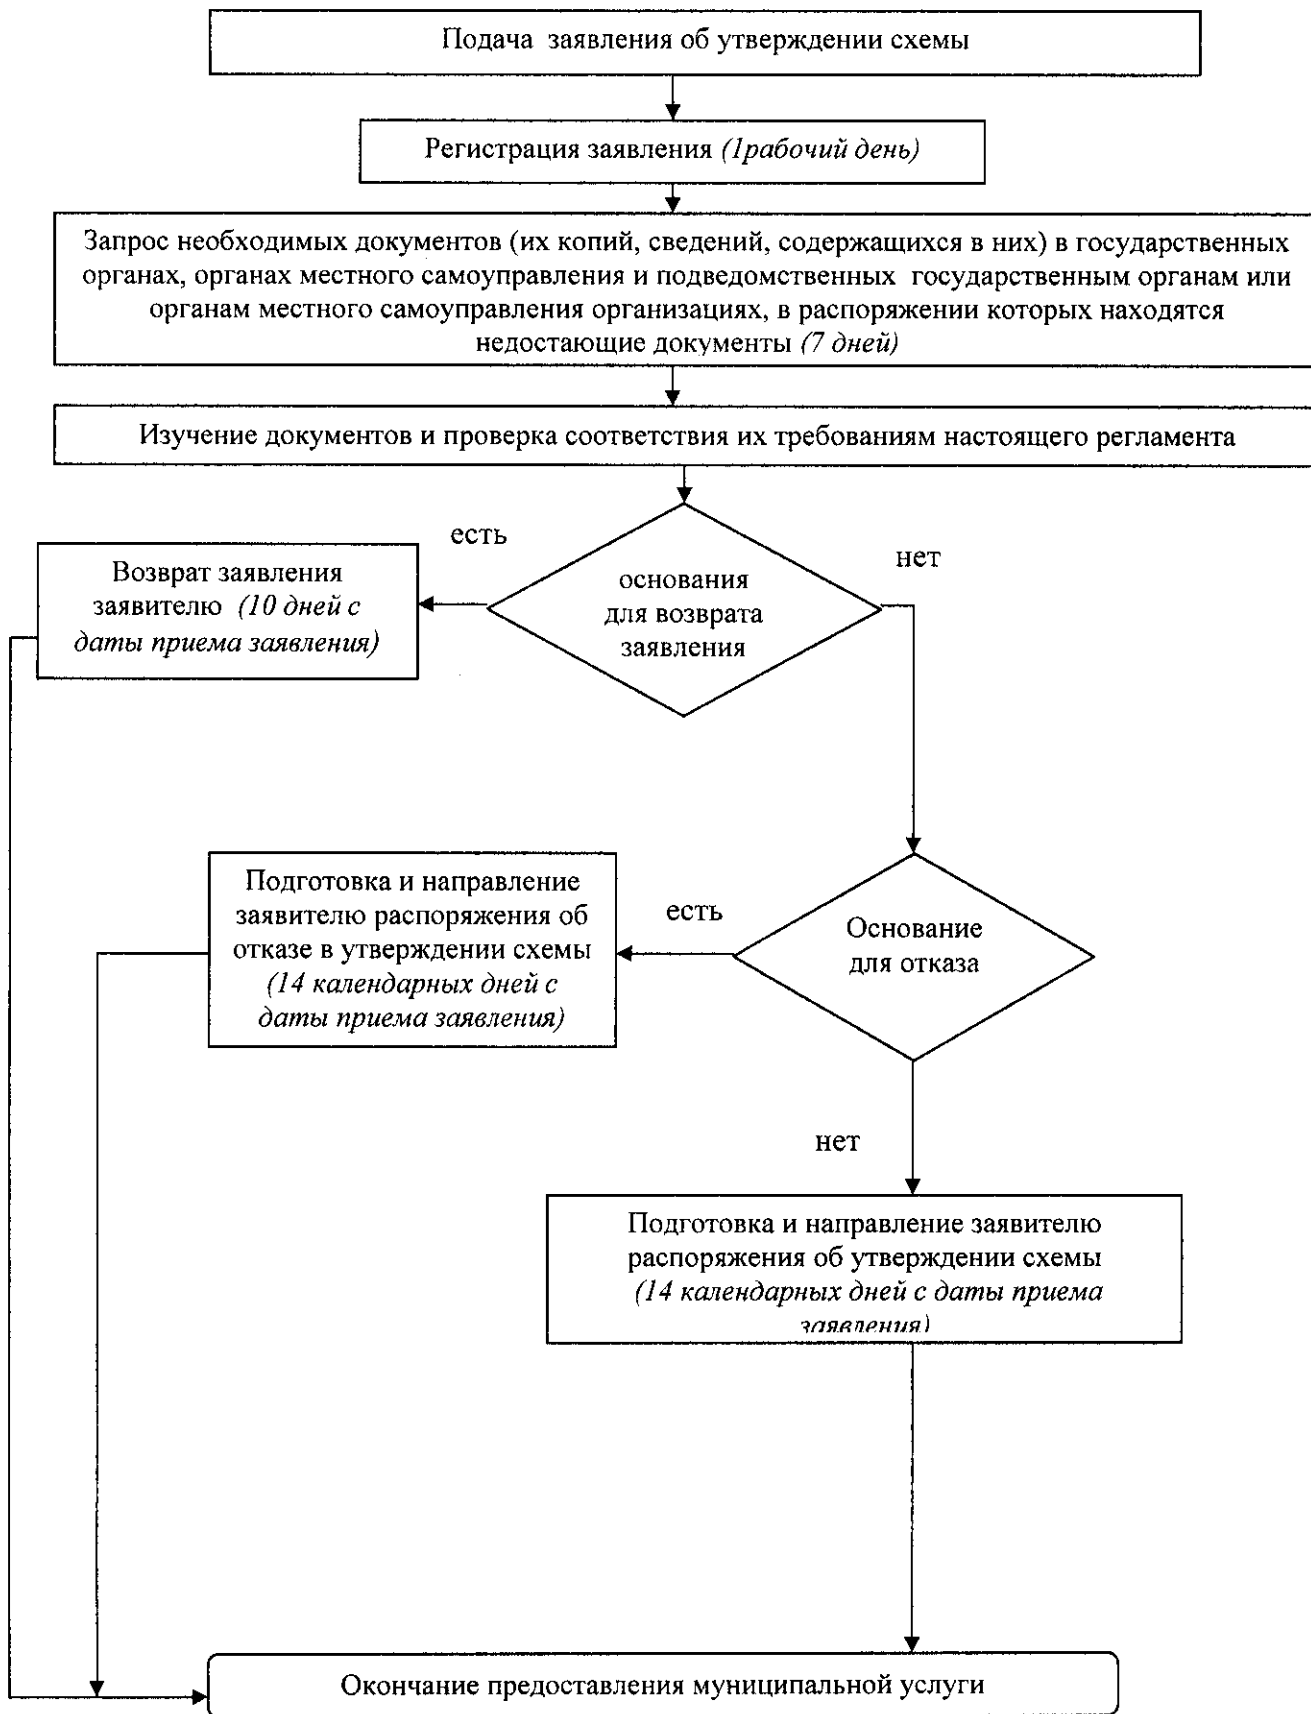 Подача заявления об утверждении схемы
Регистрация заявления (1рабочий день)
Запрос необходимых документов (их копий, сведений, содержащихся в них) в государственных
органах, органах местного самоуправления и подведомственных государственным органам или
органам местного самоуправления организациях, в распоряжении которых находятся
недостающие документы (7 дней)
Изучение документов и проверка соответствия их требованиям настоящего регламента
есть
нет
основания
для возврата
заявления
Возврат заявления
заявителю (10 дней с
даты приема заявления)
Подготовка и направление
заявителю распоряжения об
отказе в утверждении схемы
(14 календарных дней с
даты приема заявления)
есть
Основание
для отказа
нет
Подготовка и направление заявителю
распоряжения об утверждении схемы
(14 календарных дней с даты приема
заявления)
Окончание предоставления муниципальной услуги